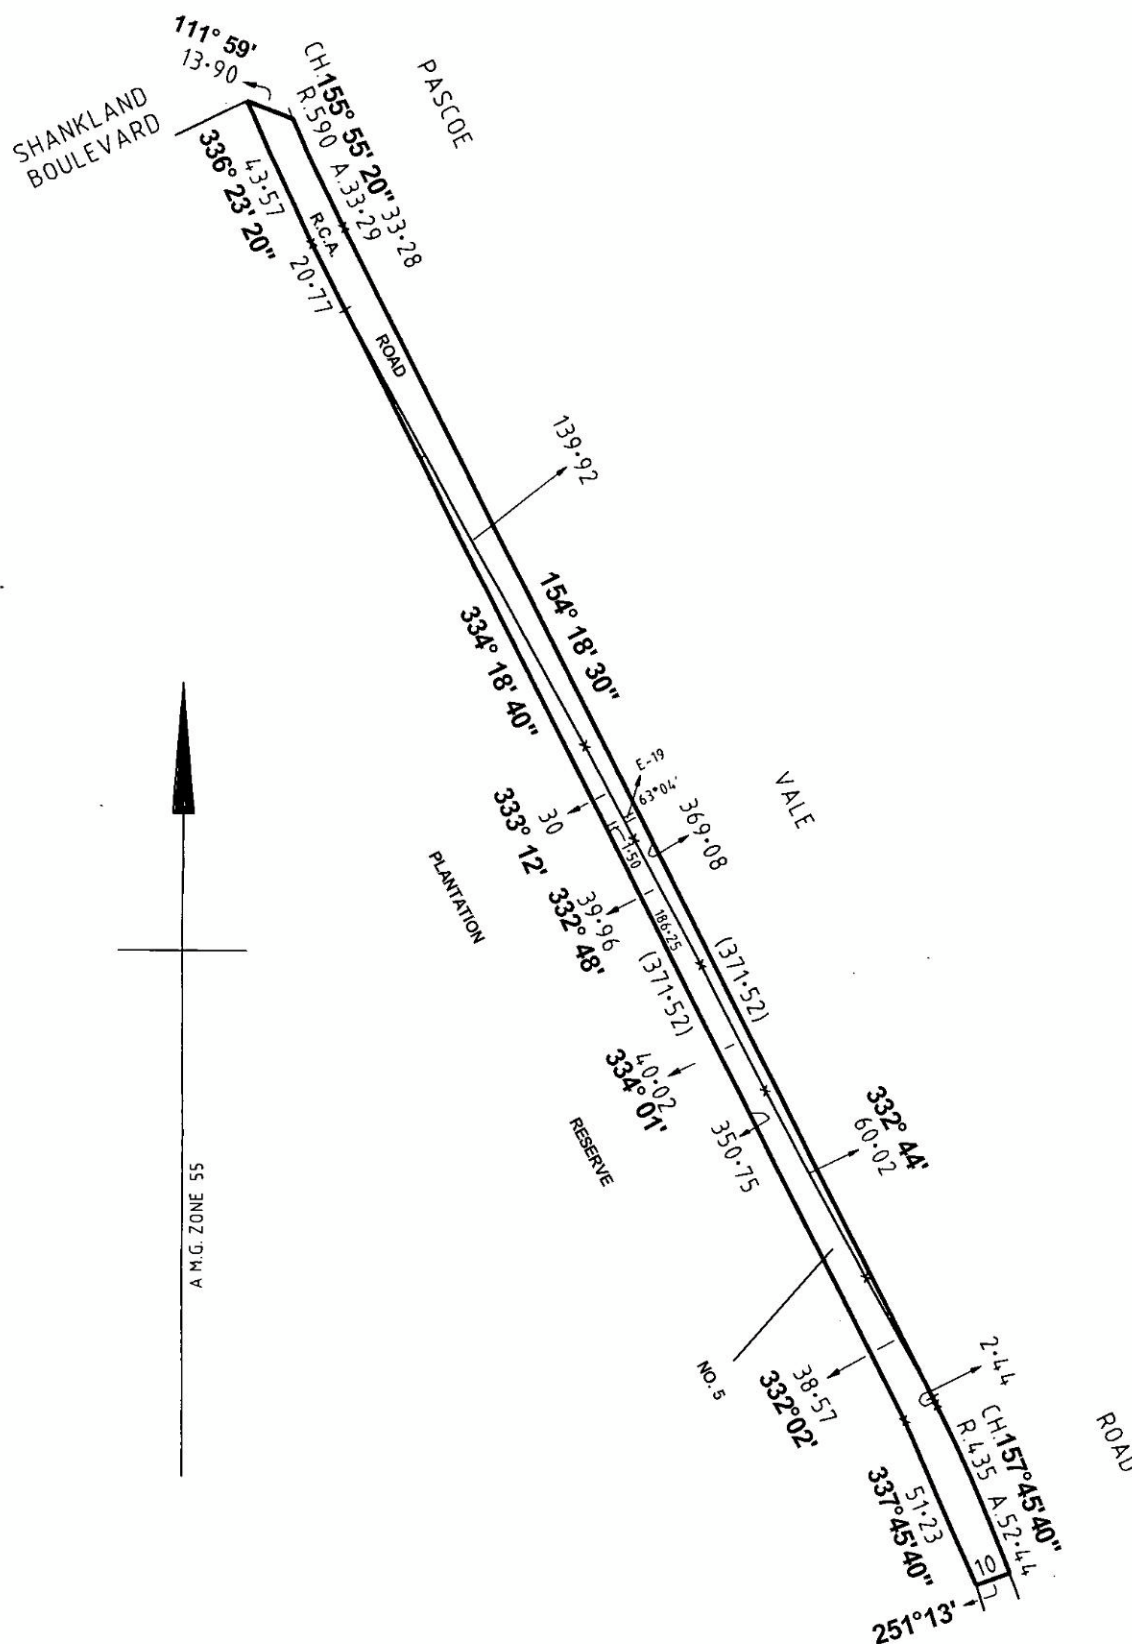 111° 59'
13·90
SHANKLAND
BOULEVARD
CH.155° 55' 20" 33·28
R.590 A.33·29
PASCOE
43·57
336° 23' 20"
R.C.A.
20·77
ROAD
139·92
154° 18' 30"
334° 18' 40"
E-19
63°04'
VALE
30
333° 12'
1·50
369·08
PLANTATION
39·96
332° 48'
186·25
(371·52)
(371·52)
40·02
334° 01'
RESERVE
350·75
332° 44'
60·02
A M.G. ZONE 55
NO. 5
38·57
332°02'
2·44
CH.157°45'40"
R.435 A.52·44
ROAD
51·23
337°45'40"
10
251°13'